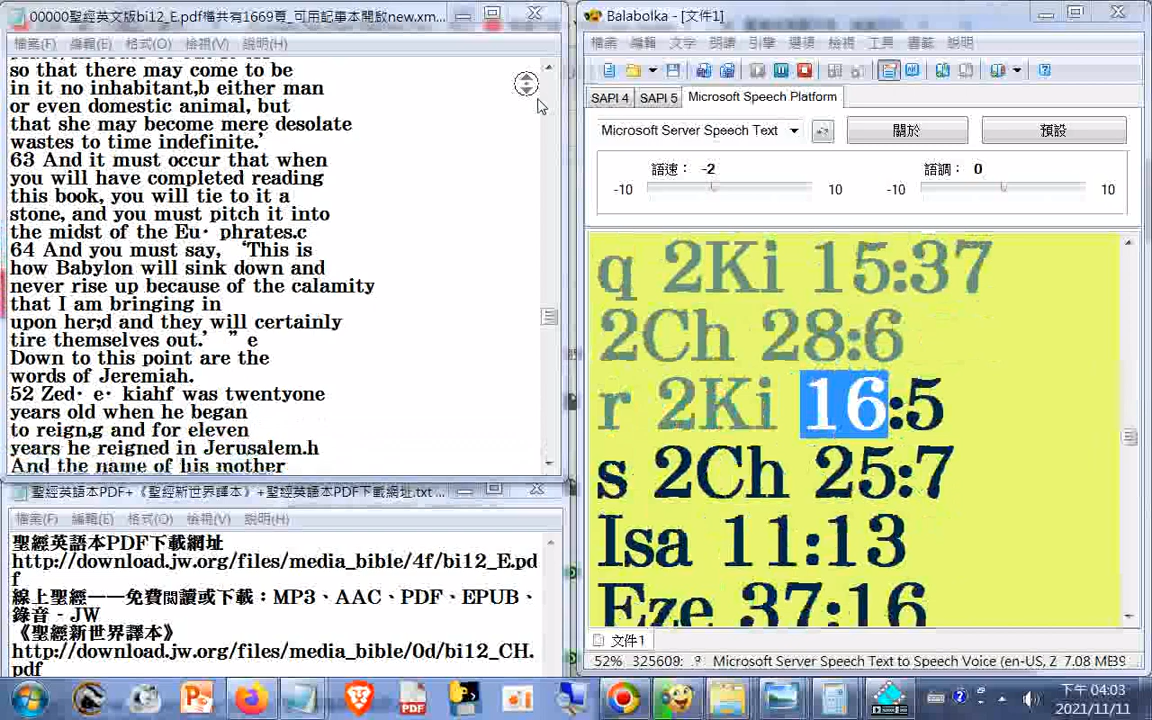 00000聖經英文版bi12_E.pdf檔共有1669頁_可用記事本開啟new.xm...
檔案(F) 編輯(E) 格式(O) 檢視(V) 說明(H)
so that there may come to be
in it no inhabitant,b either man
or even domestic animal, but
that she may become mere desolate
wastes to time indefinite.’
63 And it must occur that when
you will have completed reading
this book, you will tie to it a
stone, and you must pitch it into
the midst of the Eu· phrates.c
64 And you must say, ‘This is
how Babylon will sink down and
never rise up because of the calamity
that I am bringing in
upon her;d and they will certainly
tire themselves out.’ ” e
Down to this point are the
words of Jeremiah.
52 Zed· e· kiahf was twentyone
years old when he began
to reign,g and for eleven
years he reigned in Jerusalem.h
And the name of his mother
聖經英語本PDF+《聖經新世界譯本》+聖經英語本PDF下載網址.txt ...
檔案(F) 編輯(E) 格式(O) 檢視(V) 說明(H)
聖經英語本PDF下載網址
http://download.jw.org/files/media_bible/4f/bi12_E.pd
f
線上聖經——免費閱讀或下載：MP3、AAC、PDF、EPUB、
錄音 - JW
《聖經新世界譯本》
http://download.jw.org/files/media_bible/0d/bi12_CH.
pdf
Balabolka - [文件1]
檔案 編輯 文字 朗讀 引擎 選項 檢視 工具 書籤 說明
SAPI 4 SAPI 5 Microsoft Speech Platform
Microsoft Server Speech Text 關於 預設
語速： -2 語調： 0
-10 10 -10 10
q 2Ki 15:37
2Ch 28:6
r 2Ki 16:5
s 2Ch 25:7
Isa 11:13
Eze 37:16
文件1
52% Microsoft Server Speech Text to Speech Voice (en-US, Z 7.08 MB
下午 04:03
2021/11/11